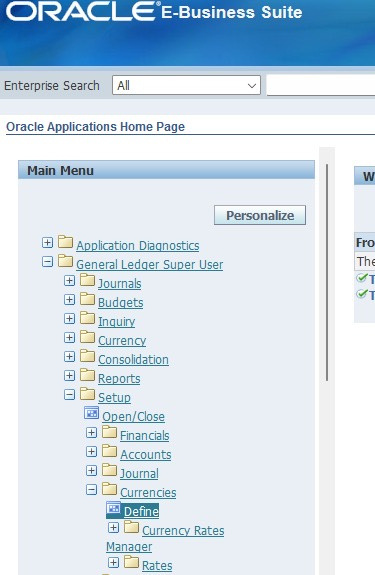 ORACLE® E-Business Suite
Enterprise Search All
Oracle Applications Home Page
Main Menu
W
Personalize
Application Diagnostics
Fro
General Ledger Super User
The
Journals
T
Budgets
T
Inquiry
Currency
Consolidation
Reports
Setup
Open/Close
Financials
Accounts
Journal
Currencies
Define
Currency Rates
Manager
Rates